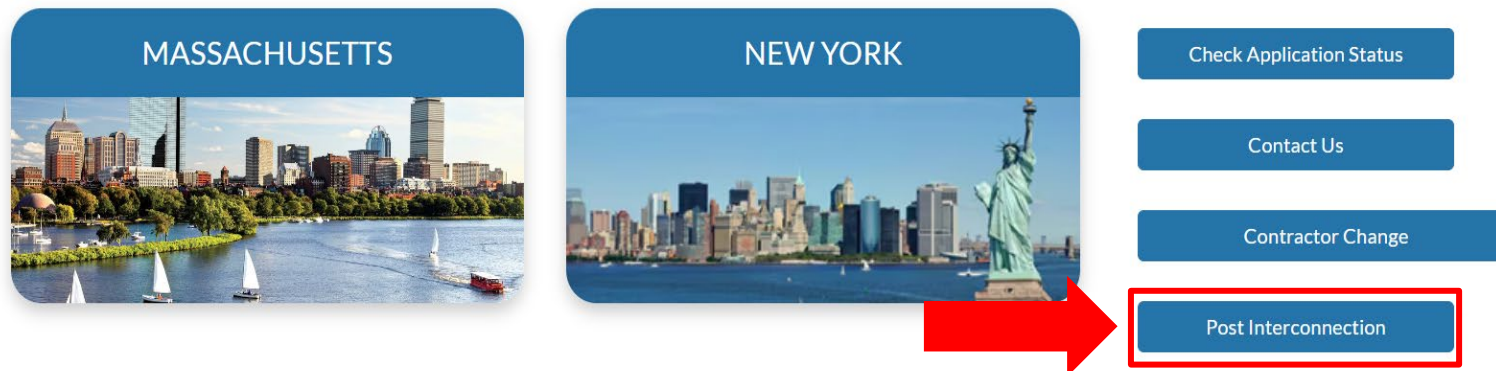 MASSACHUSETTS
NEW YORK
Check Application Status
Contact Us
Contractor Change
Post Interconnection